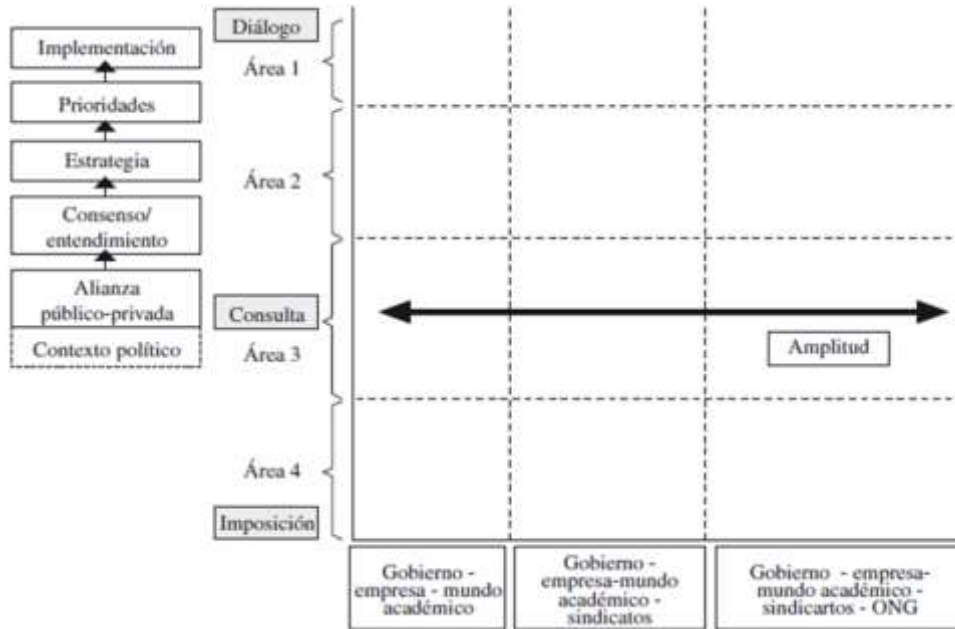 Diálogo
Implementación
Área 1
Prioridades
Estrategia
Área 2
Consenso/
entendimiento
Alianza
público-privada
Consulta
Contexto político
Área 3
Amplitud
Área 4
Imposición
Gobierno -
empresa - mundo
académico
Gobierno -
empresa-mundo
académico -
sindicatos
Gobierno - empresa-
mundo académico -
sindicartos - ONG